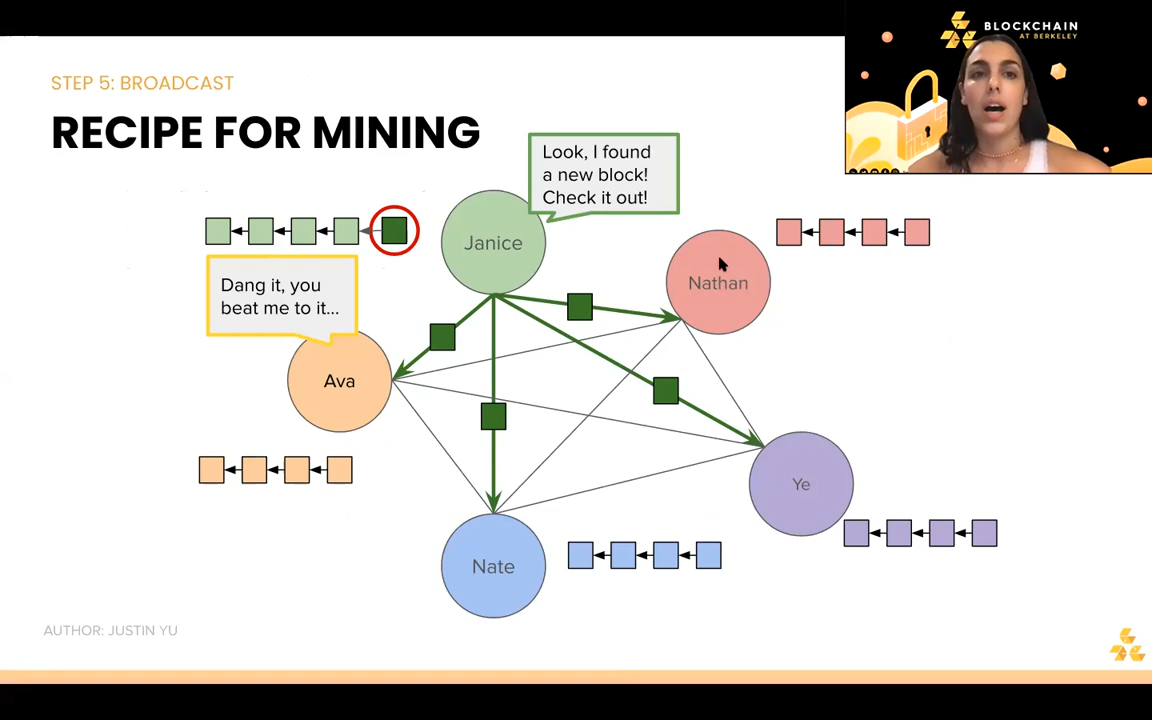 BLOCKCHAIN
AT BERKELEY
STEP 5: BROADCAST
RECIPE FOR MINING
Look, I found
a new block!
Check it out!
Janice
Nathan
Dang it, you
beat me to it...
Ava
Ye
Nate
AUTHOR: JUSTIN YU